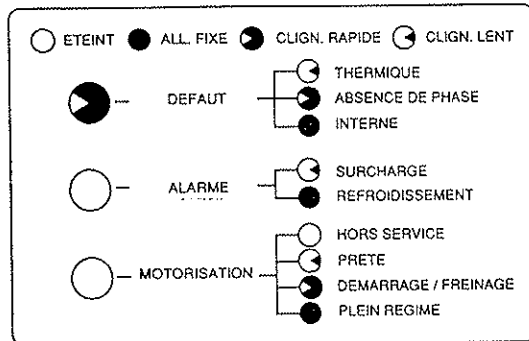 ETEINT ALL. FIXE CLIGN. RAPIDE CLIGN. LENT
THERMIQUE
DEFAUT ABSENCE DE PHASE
INTERNE
SURCHARGE
ALARME
REFROIDISSEMENT
HORS SERVICE
PRETE
MOTORISATION
DEMARRAGE / FREINAGE
PLEIN REGIME